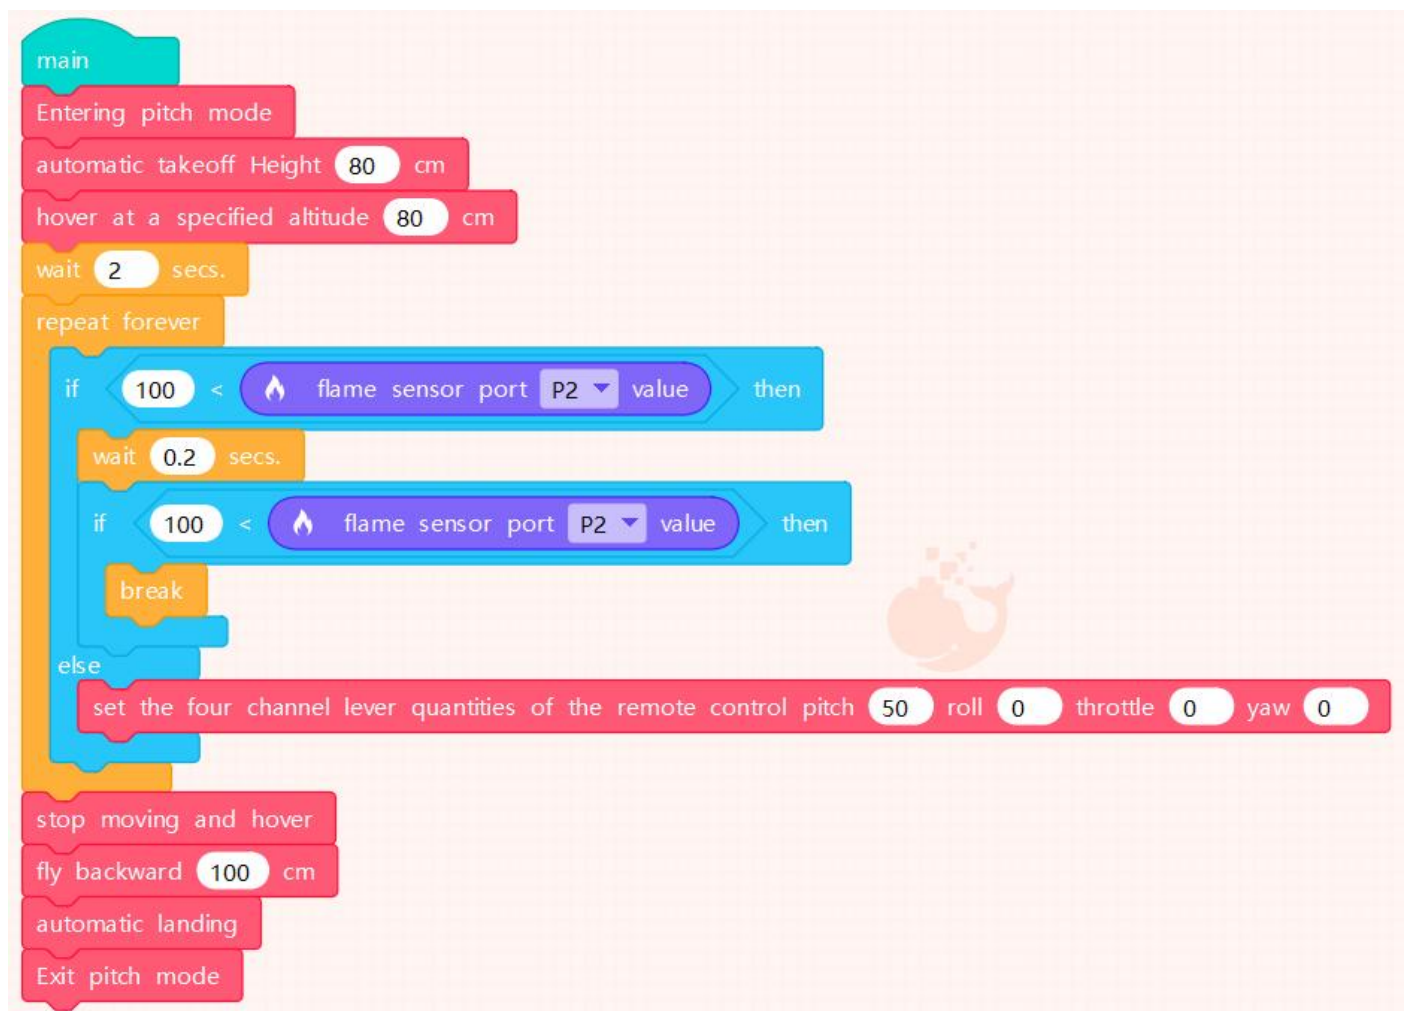 main
Entering pitch mode
automatic takeoff Height 80 cm
hover at a specified altitude 80 cm
wait 2 secs.
repeat forever
if 100 < flame sensor port P2 value then
wait 0.2 secs.
if 100 < flame sensor port P2 value then
break
else
set the four channel lever quantities of the remote control pitch 50 roll 0 throttle 0 yaw 0
stop moving and hover
fly backward 100 cm
automatic landing
Exit pitch mode